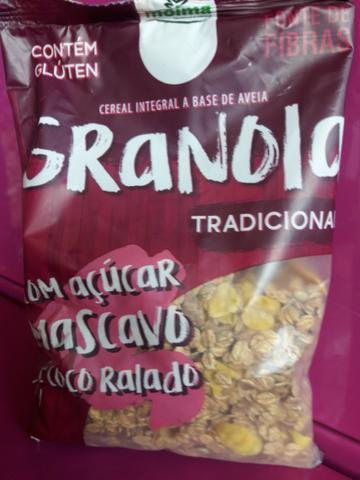 moima
FONTE DE
FIBRAS
CONTÉM
GLÚTEN
CEREAL INTEGRAL A BASE DE AVEIA
GRANOLA
TRADICIONAL
COM AÇÚCAR
MASCAVO
E COCO RALADO